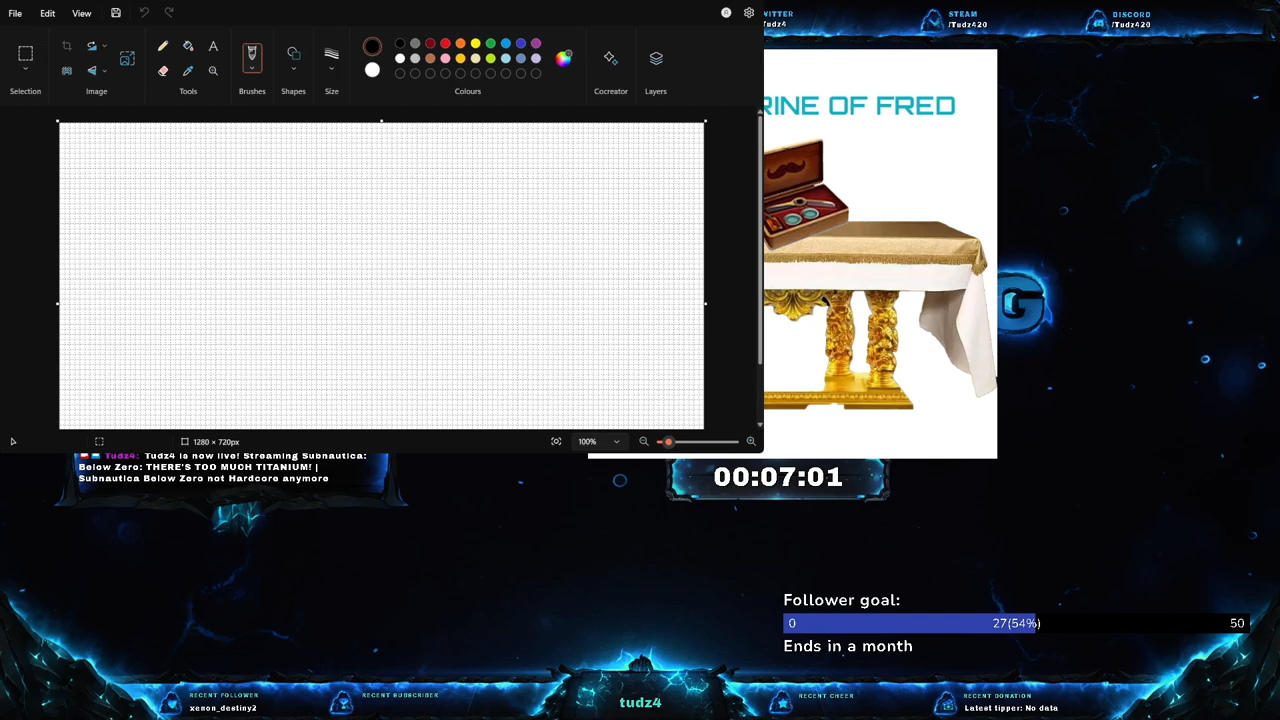 File Edit View
Selection Image Tools Brushes Shapes Size Colours Cocreator Layers
1280 × 720px 100%
/Tudz4
STEAM
/Tudz420
DISCORD
/Tudz420
RINE OF FRED
Tudz4: Tudz4 is now live! Streaming Subnautica:
Below Zero: THERE'S TOO MUCH TITANIUM! |
Subnautica Below Zero not Hardcore anymore
00:07:01
G
Follower goal:
0 27(54%) 50
Ends in a month
RECENT FOLLOWER
xenon_destiny2
RECENT SUBSCRIBER
tudz4
RECENT CHEER
RECENT DONATION
Latest tipper: No data